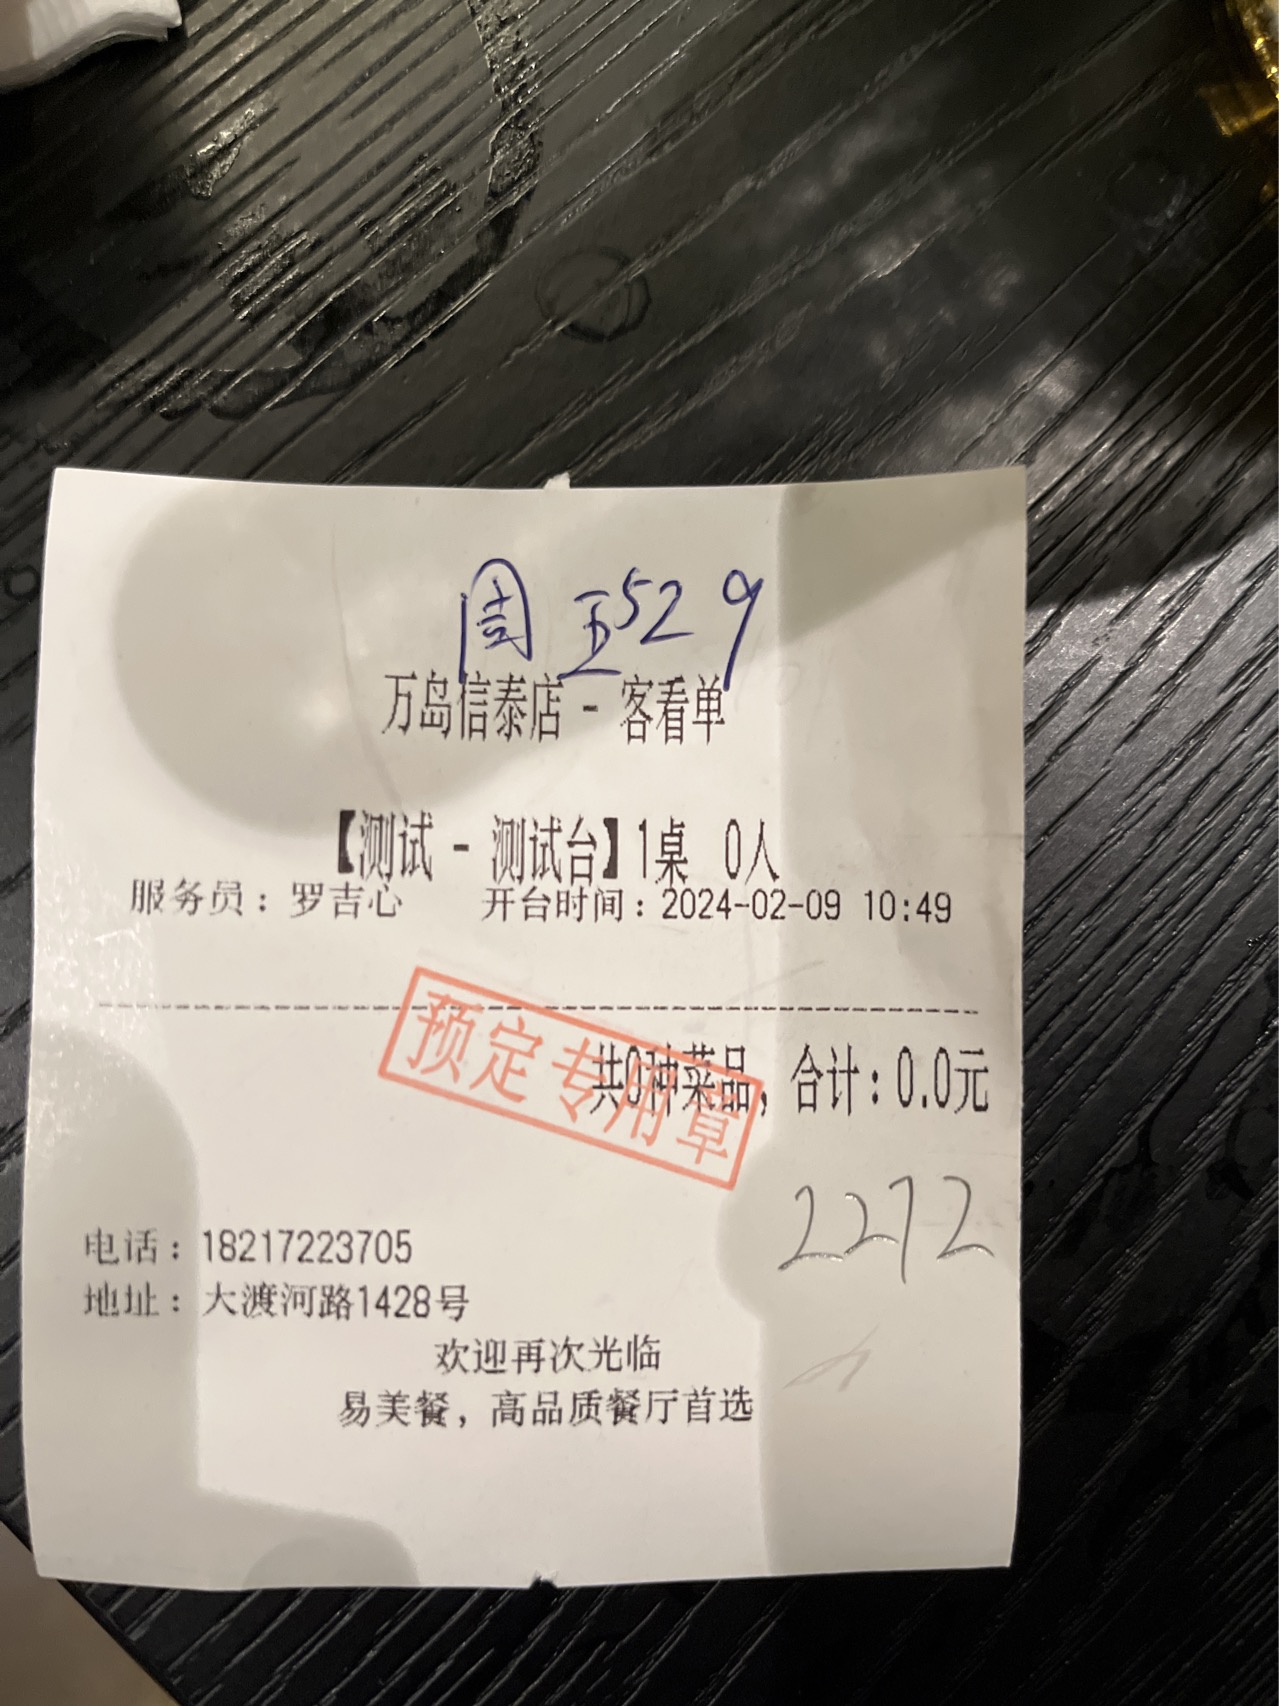 周五529
万岛信泰店 - 客看单
【测试 - 测试台】1桌 0人
服务员：罗吉心 开台时间：2024-02-09 10:49
预定专用章
共0种菜品，合计：0.0元
2272
电话：18217223705
地址：大渡河路1428号
欢迎再次光临
易美餐，高品质餐厅首选